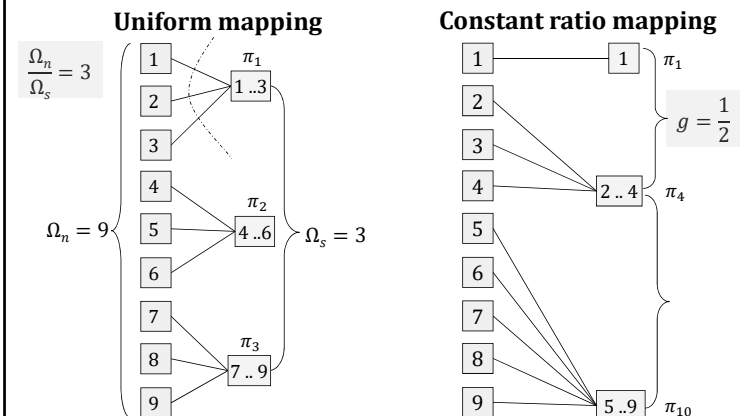 Uniform mapping
Ωₙ/Ωₛ = 3
Ωₙ = 9
1
2
3
4
5
6
7
8
9
π₁
1 ..3
π₂
4 ..6
π₃
7 .. 9
Ωₛ = 3
Constant ratio mapping
1
2
3
4
5
6
7
8
9
1
π₁
g = 1/2
2 .. 4
π₄
5 ..9
π₁₀